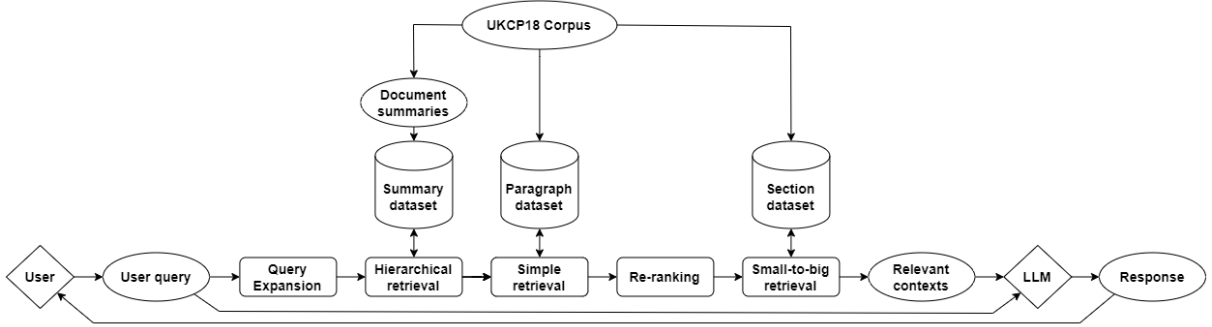 UKCP18 Corpus
Document
summaries
Summary
dataset
Paragraph
dataset
Section
dataset
User
User query
Query
Expansion
Hierarchical
retrieval
Simple
retrieval
Re-ranking
Small-to-big
retrieval
Relevant
contexts
LLM
Response